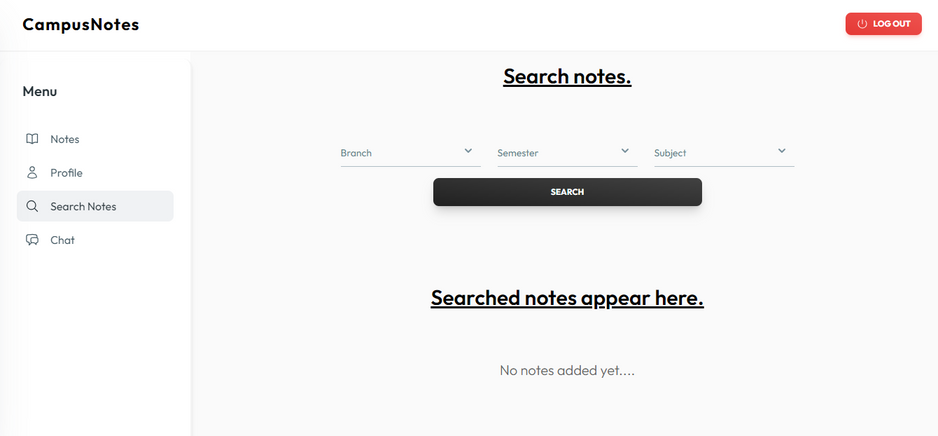 CampusNotes
LOG OUT
Menu
Notes
Profile
Search Notes
Chat
Search notes.
Branch
Semester
Subject
SEARCH
Searched notes appear here.
No notes added yet....